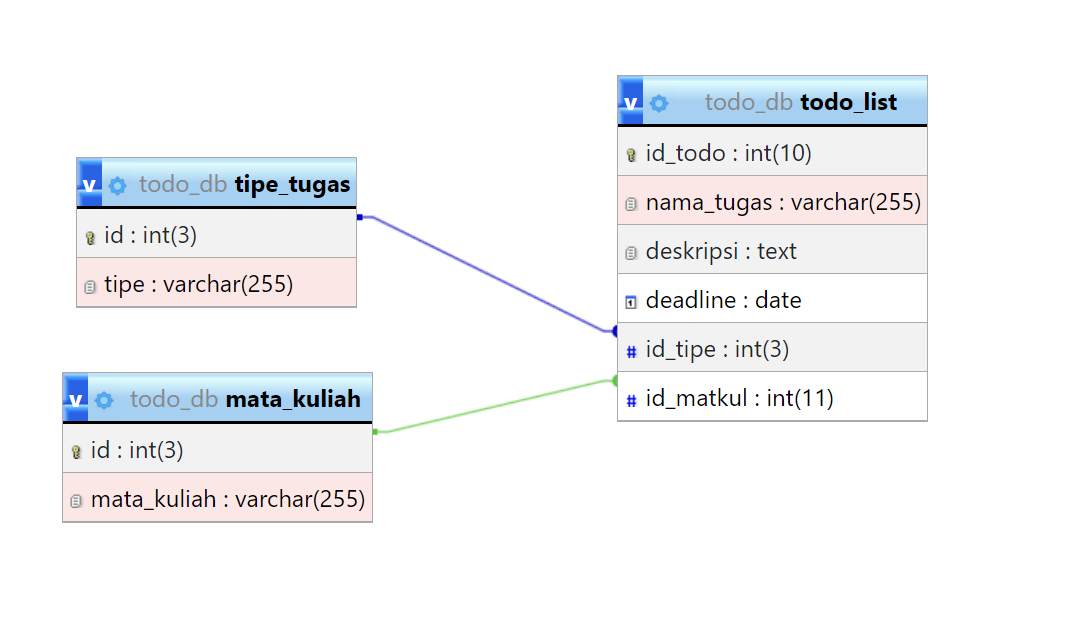 v todo_db tipe_tugas
id : int(3)
tipe : varchar(255)
v todo_db mata_kuliah
id : int(3)
mata_kuliah : varchar(255)
v todo_db todo_list
id_todo : int(10)
nama_tugas : varchar(255)
deskripsi : text
1 deadline : date
# id_tipe : int(3)
# id_matkul : int(11)